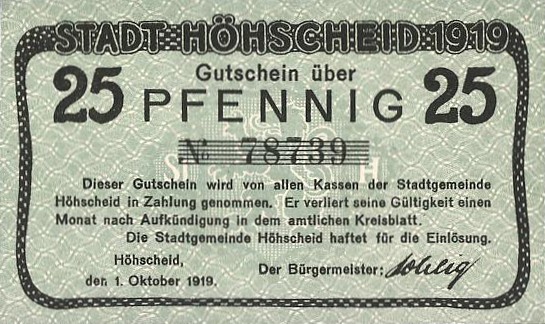 STADT HÖHSCHEID 1919
Gutschein über
25 PFENNIG 25
№ 78739
Dieser Gutschein wird von allen Kassen der Stadtgemeinde
Höhscheid in Zahlung genommen. Er verliert seine Gültigkeit einen
Monat nach Aufkündigung in dem amtlichen Kreisblatt.
Die Stadtgemeinde Höhscheid haftet für die Einlösung.
Höhscheid,
den 1. Oktober 1919. Der Bürgermeister: